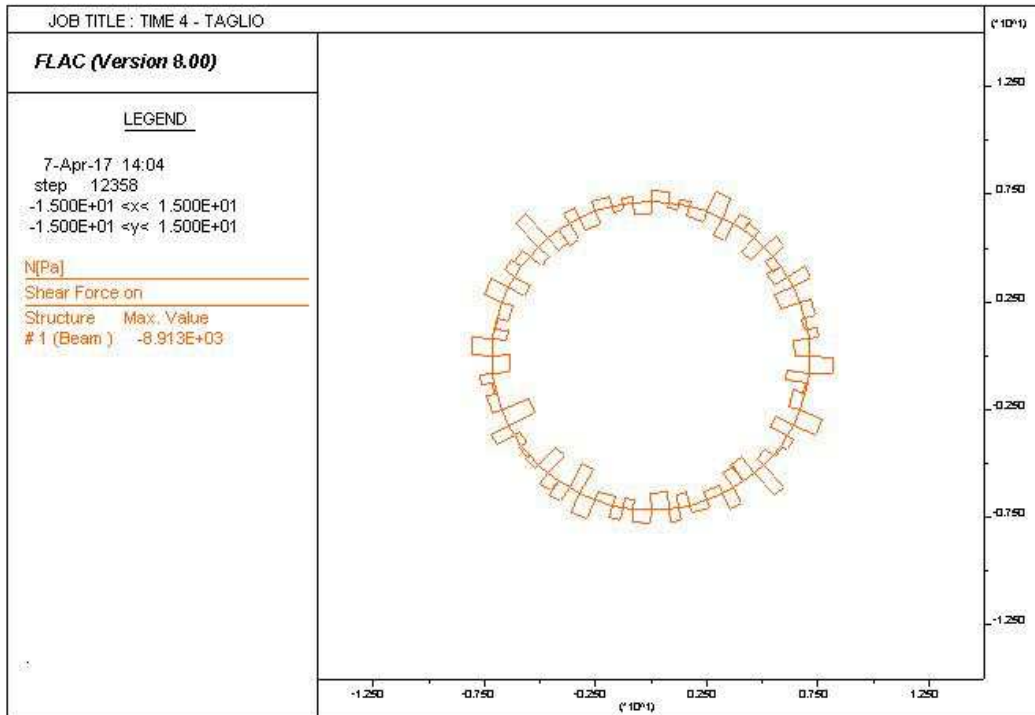 JOB TITLE : TIME 4 - TAGLIO
(*10^1)
FLAC (Version 8.00)
LEGEND
7-Apr-17 14:04
step 12358
-1.500E+01 <x< 1.500E+01
-1.500E+01 <y< 1.500E+01
N[Pa]
Shear Force on
Structure Max. Value
# 1 (Beam ) -8.913E+03
1.250
0.750
0.250
-0.250
-0.750
-1.250
-1.250 -0.750 -0.250 0.250 0.750 1.250
(*10^1)